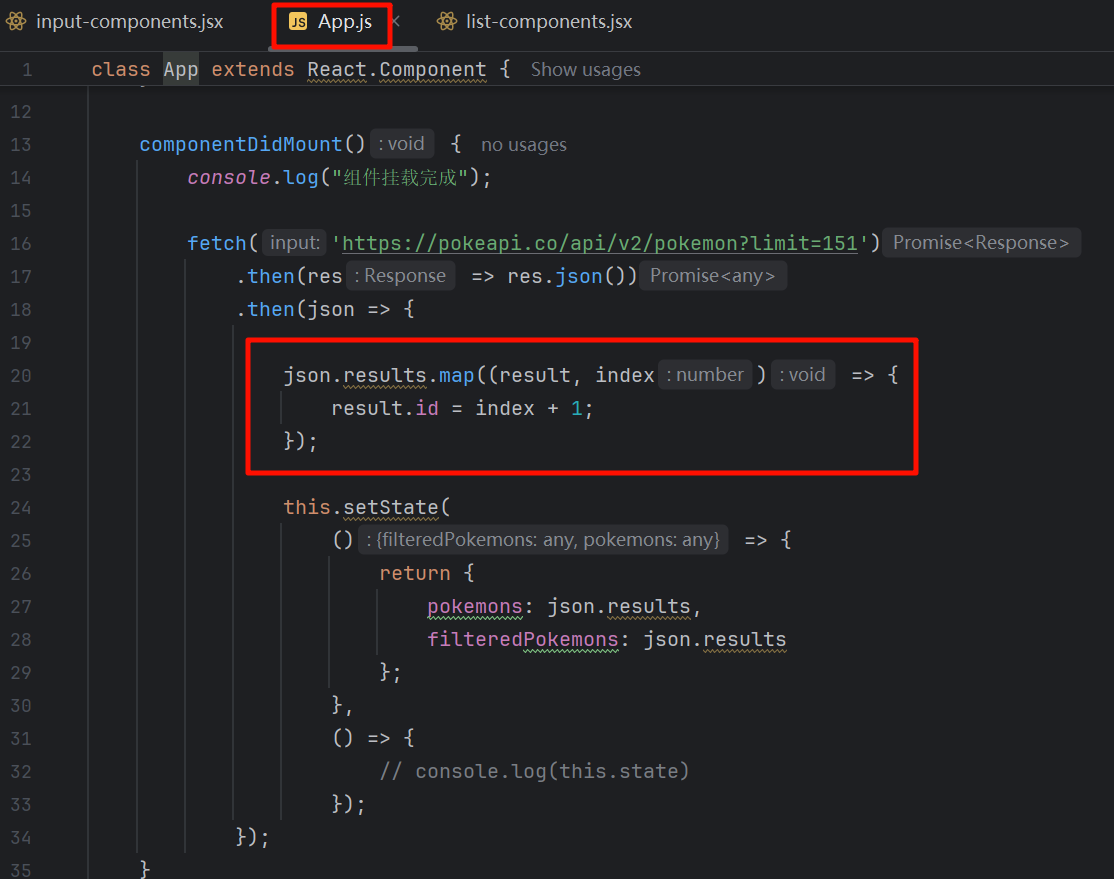 input-components.jsx JS App.js list-components.jsx
1 class App extends React.Component { Show usages
12
13 componentDidMount() : void { no usages
14 console.log("组件挂载完成");
15
16 fetch( input: 'https://pokeapi.co/api/v2/pokemon?limit=151') Promise<Response>
17 .then(res : Response => res.json()) Promise<any>
18 .then(json => {
19
20 json.results.map((result, index : number ) : void => {
21 result.id = index + 1;
22 });
23
24 this.setState(
25 () : {filteredPokemons: any, pokemons: any} => {
26 return {
27 pokemons: json.results,
28 filteredPokemons: json.results
29 };
30 },
31 () => {
32 // console.log(this.state)
33 });
34 });
35 }